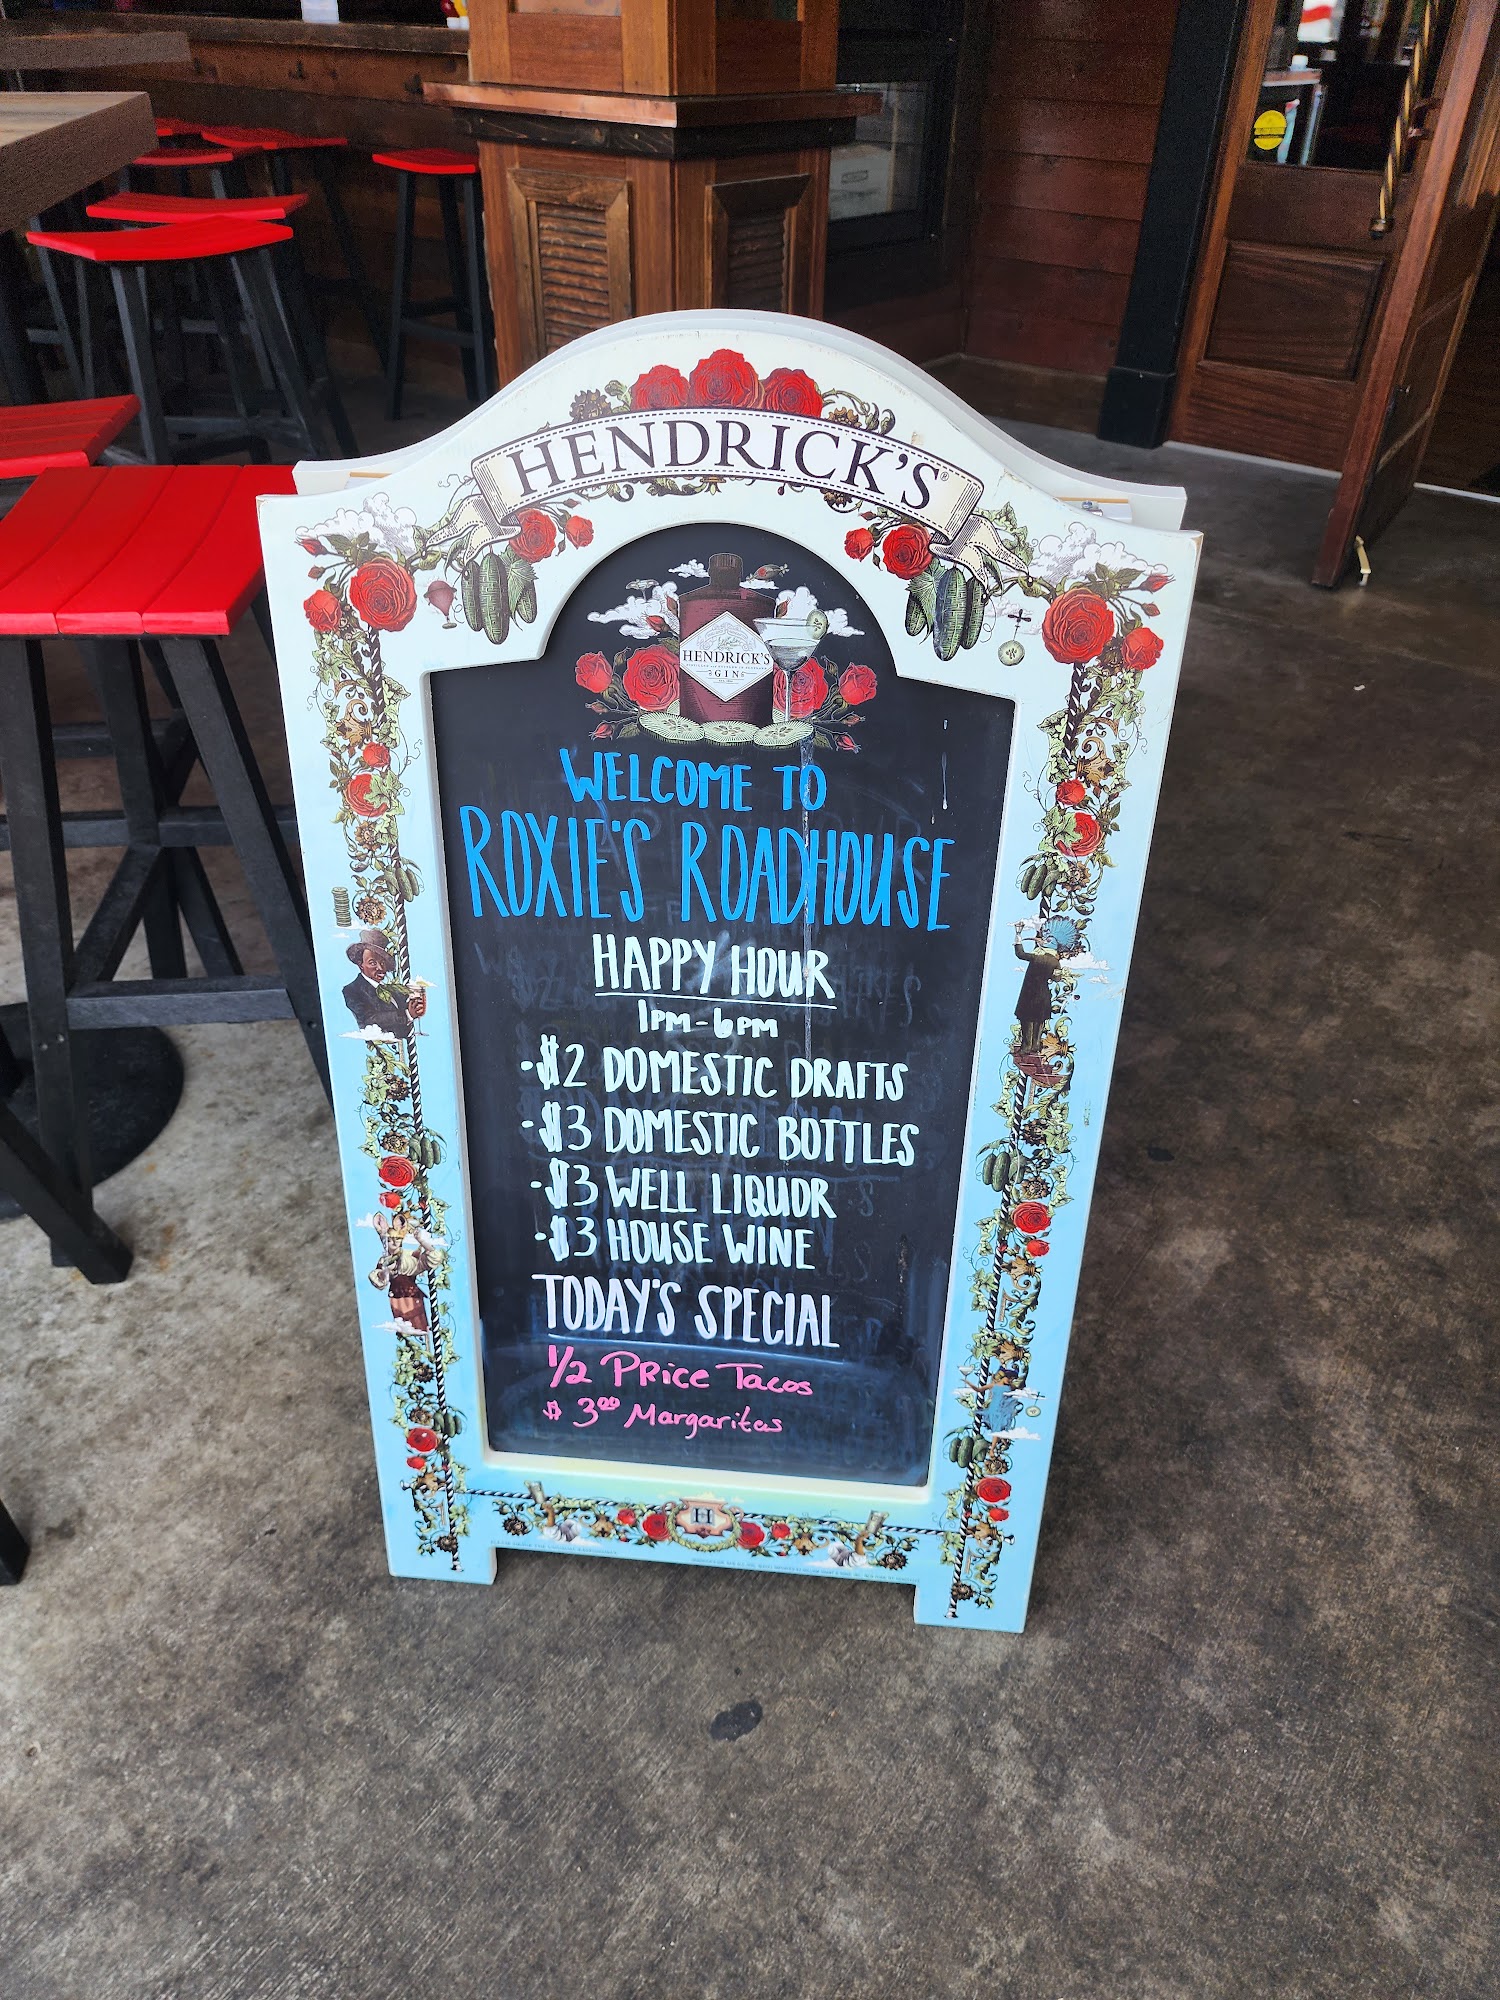 HENDRICK'S®
HENDRICK'S
GIN
WELCOME TO
ROXIE'S ROADHOUSE
HAPPY HOUR
1PM-6PM
·$2 DOMESTIC DRAFTS
·$3 DOMESTIC BOTTLES
·$3 WELL LIQUOR
·$3 HOUSE WINE
TODAY'S SPECIAL
1/2 PRICE TACOS
$ 3.00 Margaritas
H